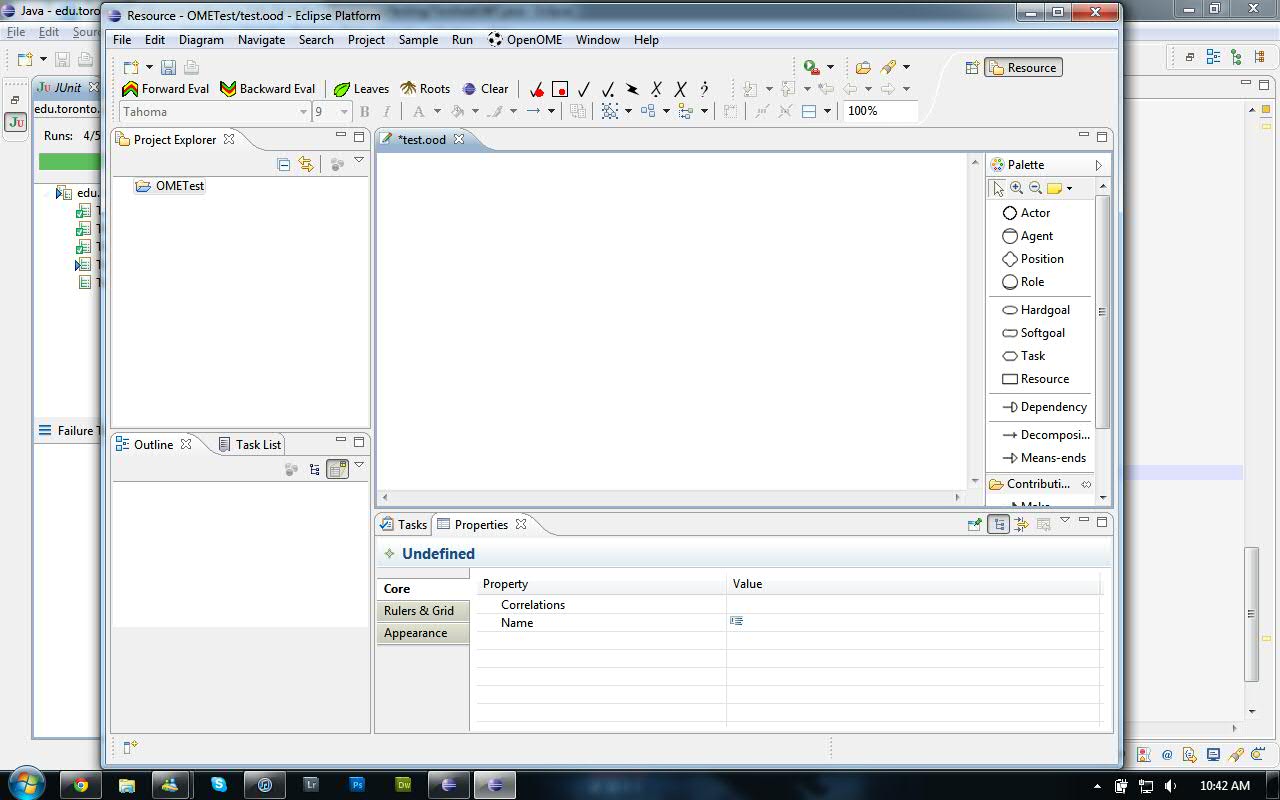 Java - edu.toro
File Edit Sour
JUnit
edu.toronto.
Runs: 4/5
edu.
Failure T
Resource - OMETest/test.ood - Eclipse Platform
File Edit Diagram Navigate Search Project Sample Run OpenOME Window Help
Resource
Forward Eval Backward Eval Leaves Roots Clear
Tahoma 9 B I A 100%
Project Explorer
OMETest
*test.ood
Palette
Actor
Agent
Position
Role
Hardgoal
Softgoal
Task
Resource
Dependency
Decomposi...
Means-ends
Contributi...
Outline Task List
Tasks Properties
Undefined
Core
Rulers & Grid
Appearance
Property Value
Correlations
Name
Lr Ps Dw
10:42 AM